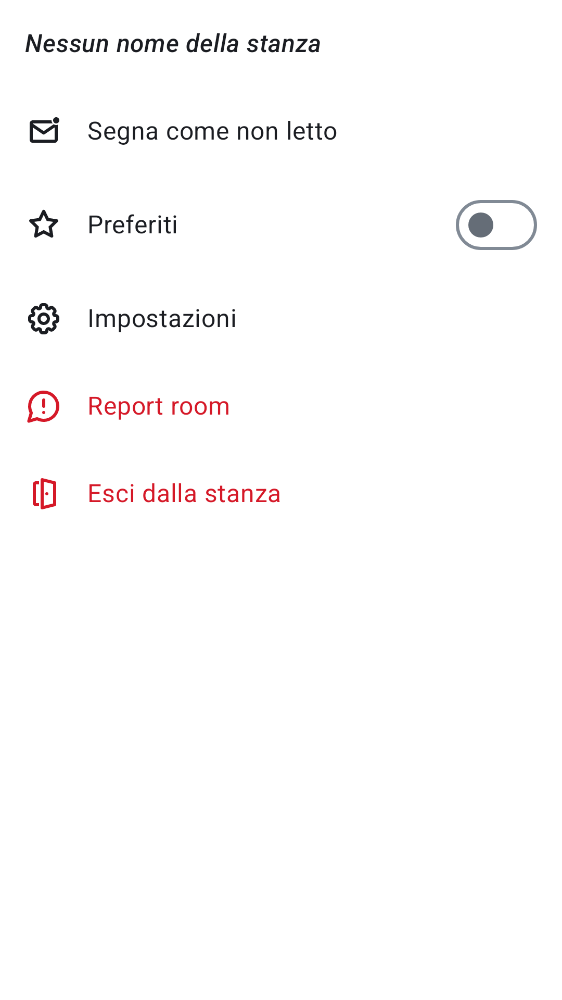 Nessun nome della stanza
Segna come non letto
Preferiti
Impostazioni
Report room
Esci dalla stanza